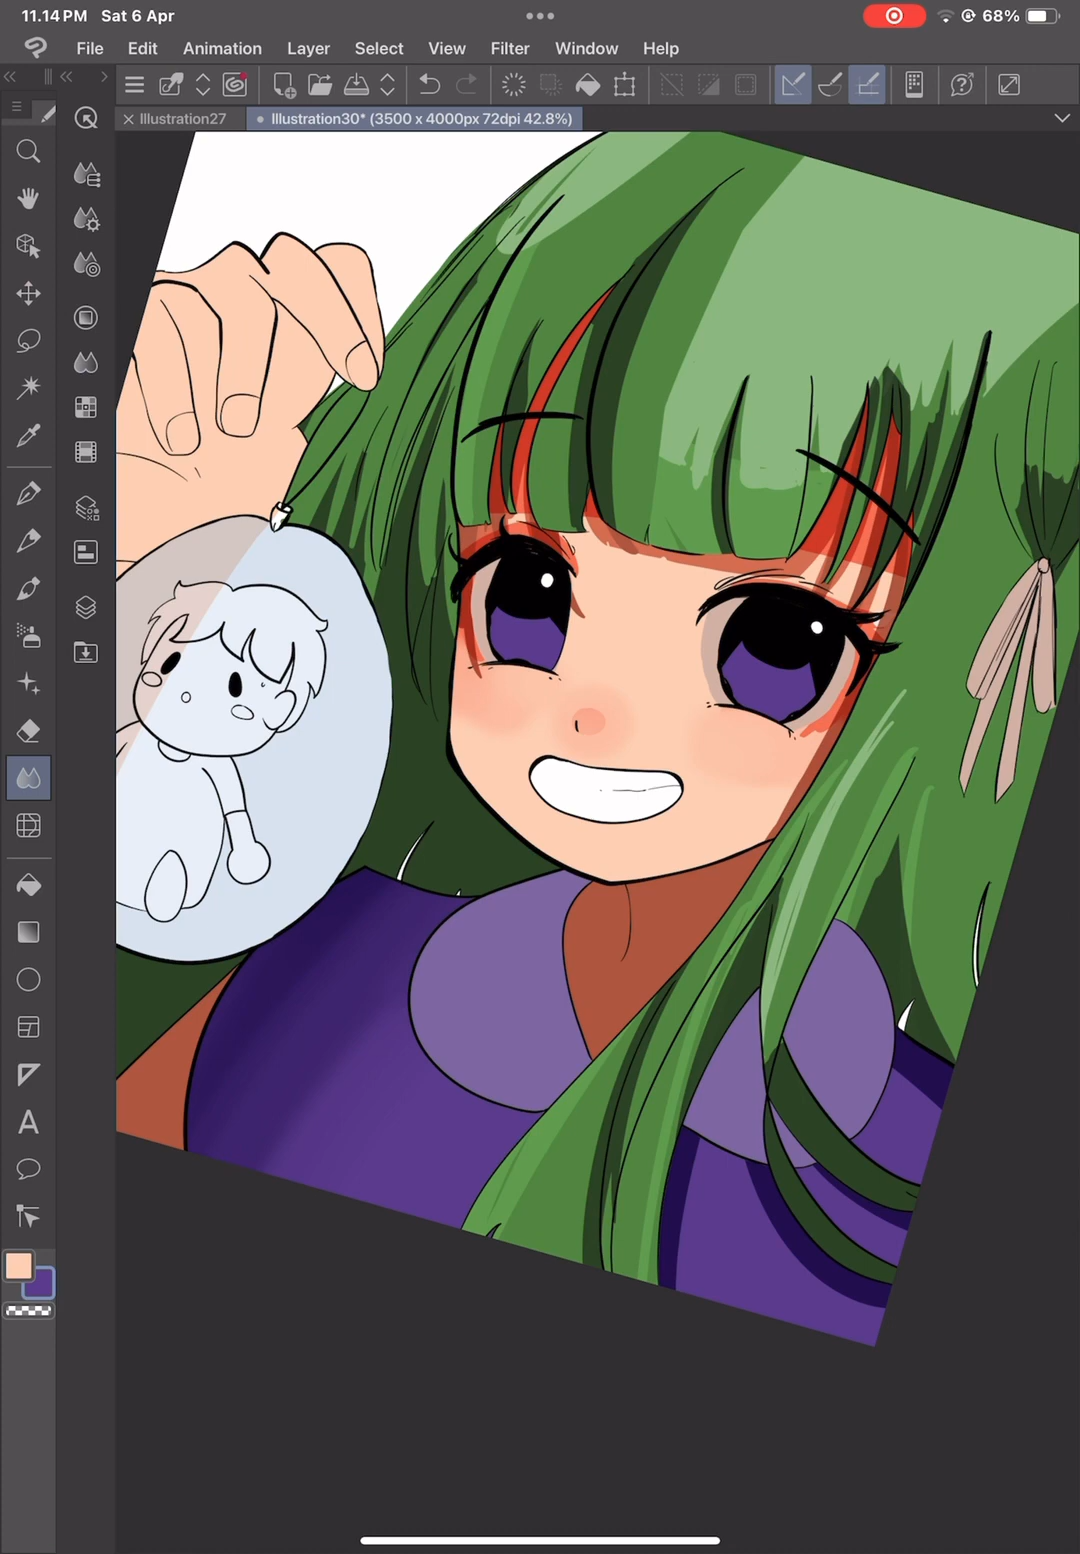 11.14 PM Sat 6 Apr
68%
File Edit Animation Layer Select View Filter Window Help
Illustration27
Illustration30* (3500 x 4000px 72dpi 42.8%)
A